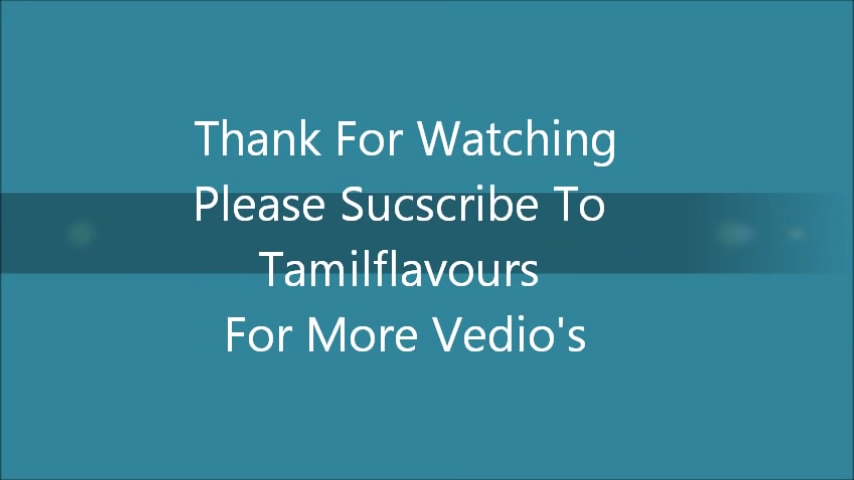 Thank For Watching
Please Sucscribe To
Tamilflavours
For More Vedio's